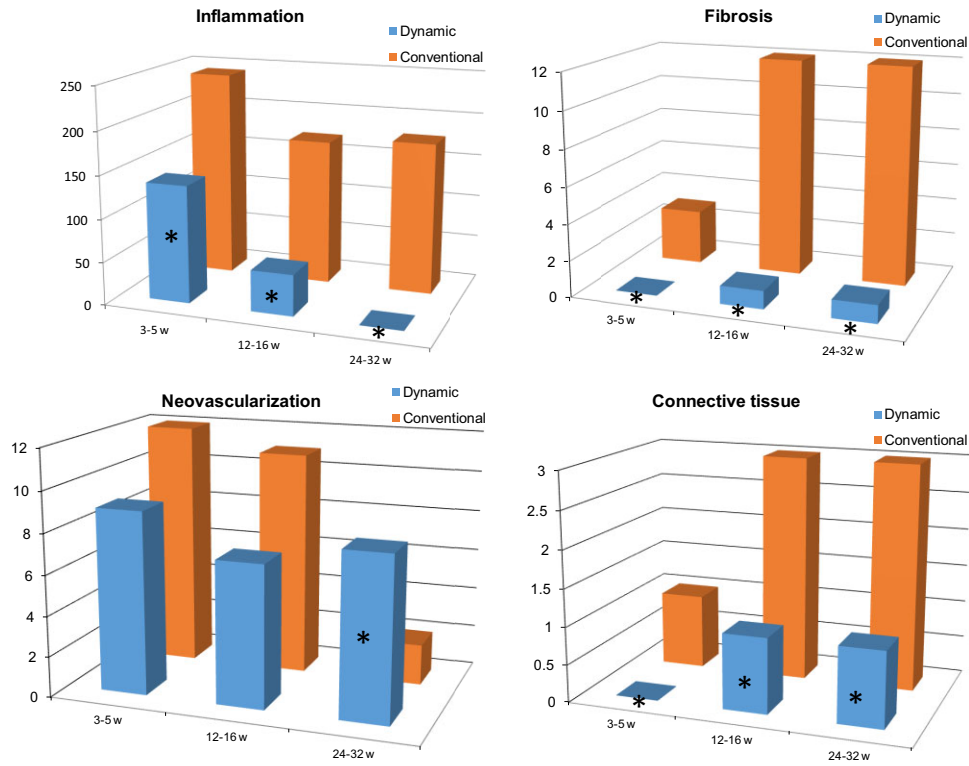 Inflammation
Dynamic
Conventional
250
200
150
100
50
0
3-5 w
12-16 w
24-32 w
*
*
*
Fibrosis
Dynamic
Conventional
12
10
8
6
4
2
0
3-5 w
12-16 w
24-32 w
*
*
*
Neovascularization
Dynamic
Conventional
12
10
8
6
4
2
0
3-5 w
12-16 w
24-32 w
*
Connective tissue
Dynamic
Conventional
3
2.5
2
1.5
1
0.5
0
3-5 w
12-16 w
24-32 w
*
*
*